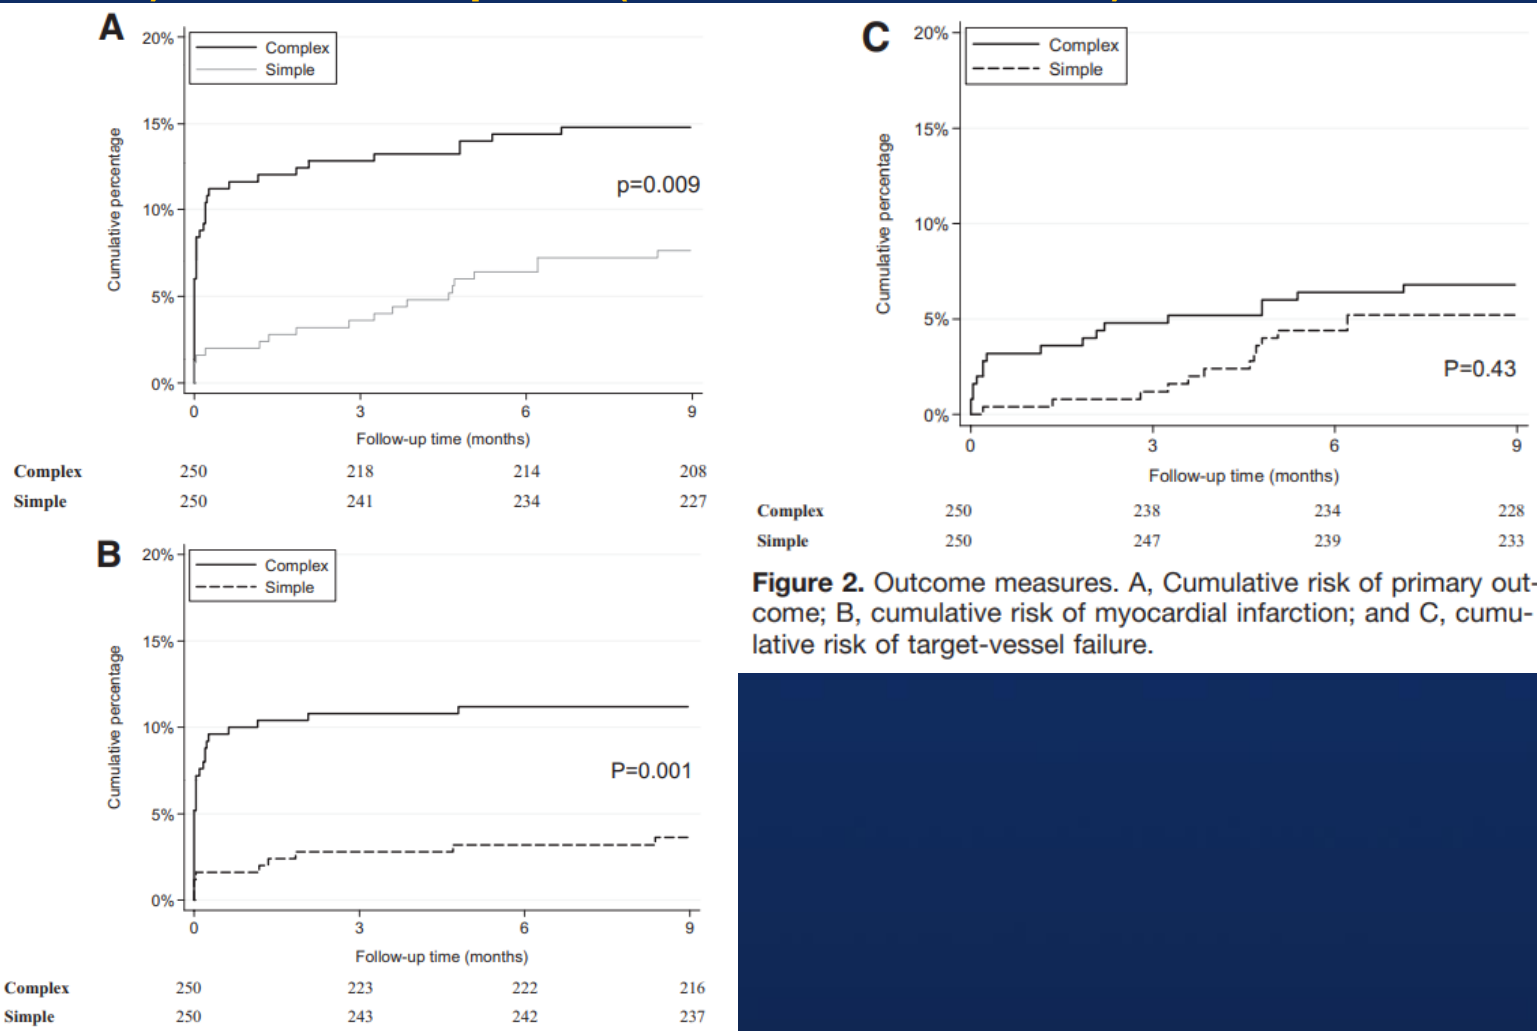 A
20%
15%
10%
5%
0%
Complex
Simple
Cumulative percentage
p=0.009
0 3 6 9
Follow-up time (months)
Complex 250 218 214 208
Simple 250 241 234 227
B
20%
15%
10%
5%
0%
Complex
Simple
Cumulative percentage
P=0.001
0 3 6 9
Follow-up time (months)
Complex 250 223 222 216
Simple 250 243 242 237
C
20%
15%
10%
5%
0%
Complex
Simple
Cumulative percentage
P=0.43
0 3 6 9
Follow-up time (months)
Complex 250 238 234 228
Simple 250 247 239 233
Figure 2. Outcome measures. A, Cumulative risk of primary out-
come; B, cumulative risk of myocardial infarction; and C, cumu-
lative risk of target-vessel failure.